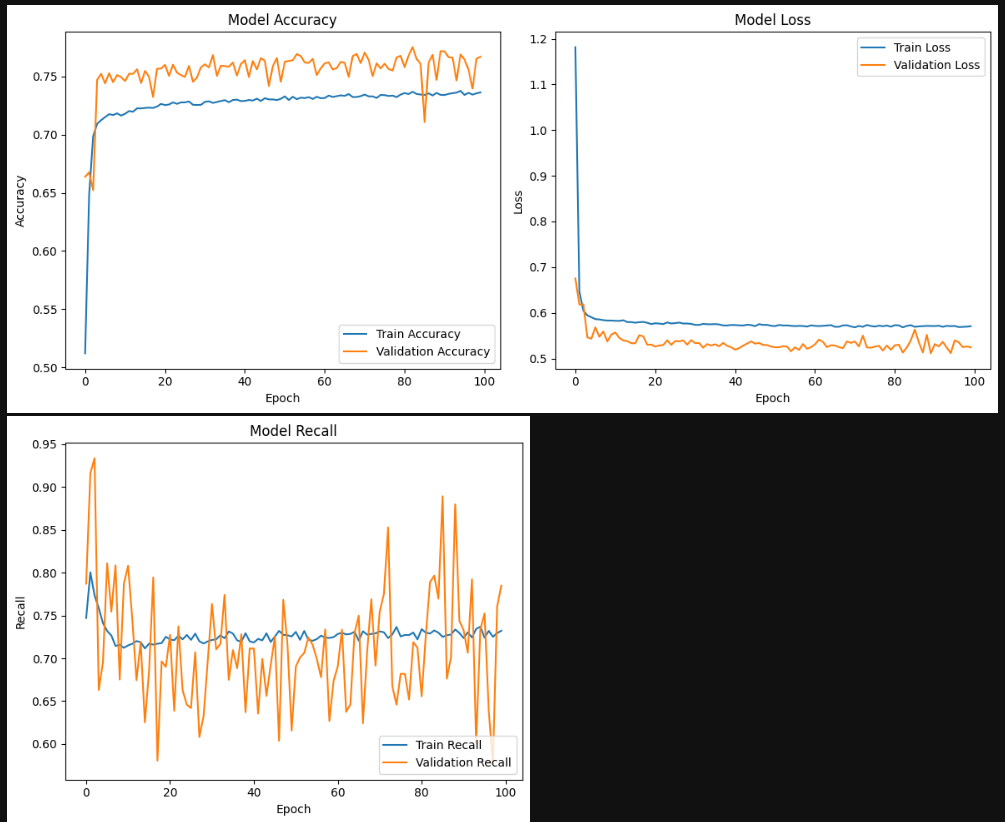 Model Accuracy
0.75
0.70
0.65
0.60
0.55
0.50
Accuracy
Train Accuracy
Validation Accuracy
0 20 40 60 80 100
Epoch
Model Loss
1.2
1.1
1.0
0.9
0.8
0.7
0.6
0.5
Loss
Train Loss
Validation Loss
0 20 40 60 80 100
Epoch
Model Recall
0.95
0.90
0.85
0.80
0.75
0.70
0.65
0.60
Recall
Train Recall
Validation Recall
0 20 40 60 80 100
Epoch